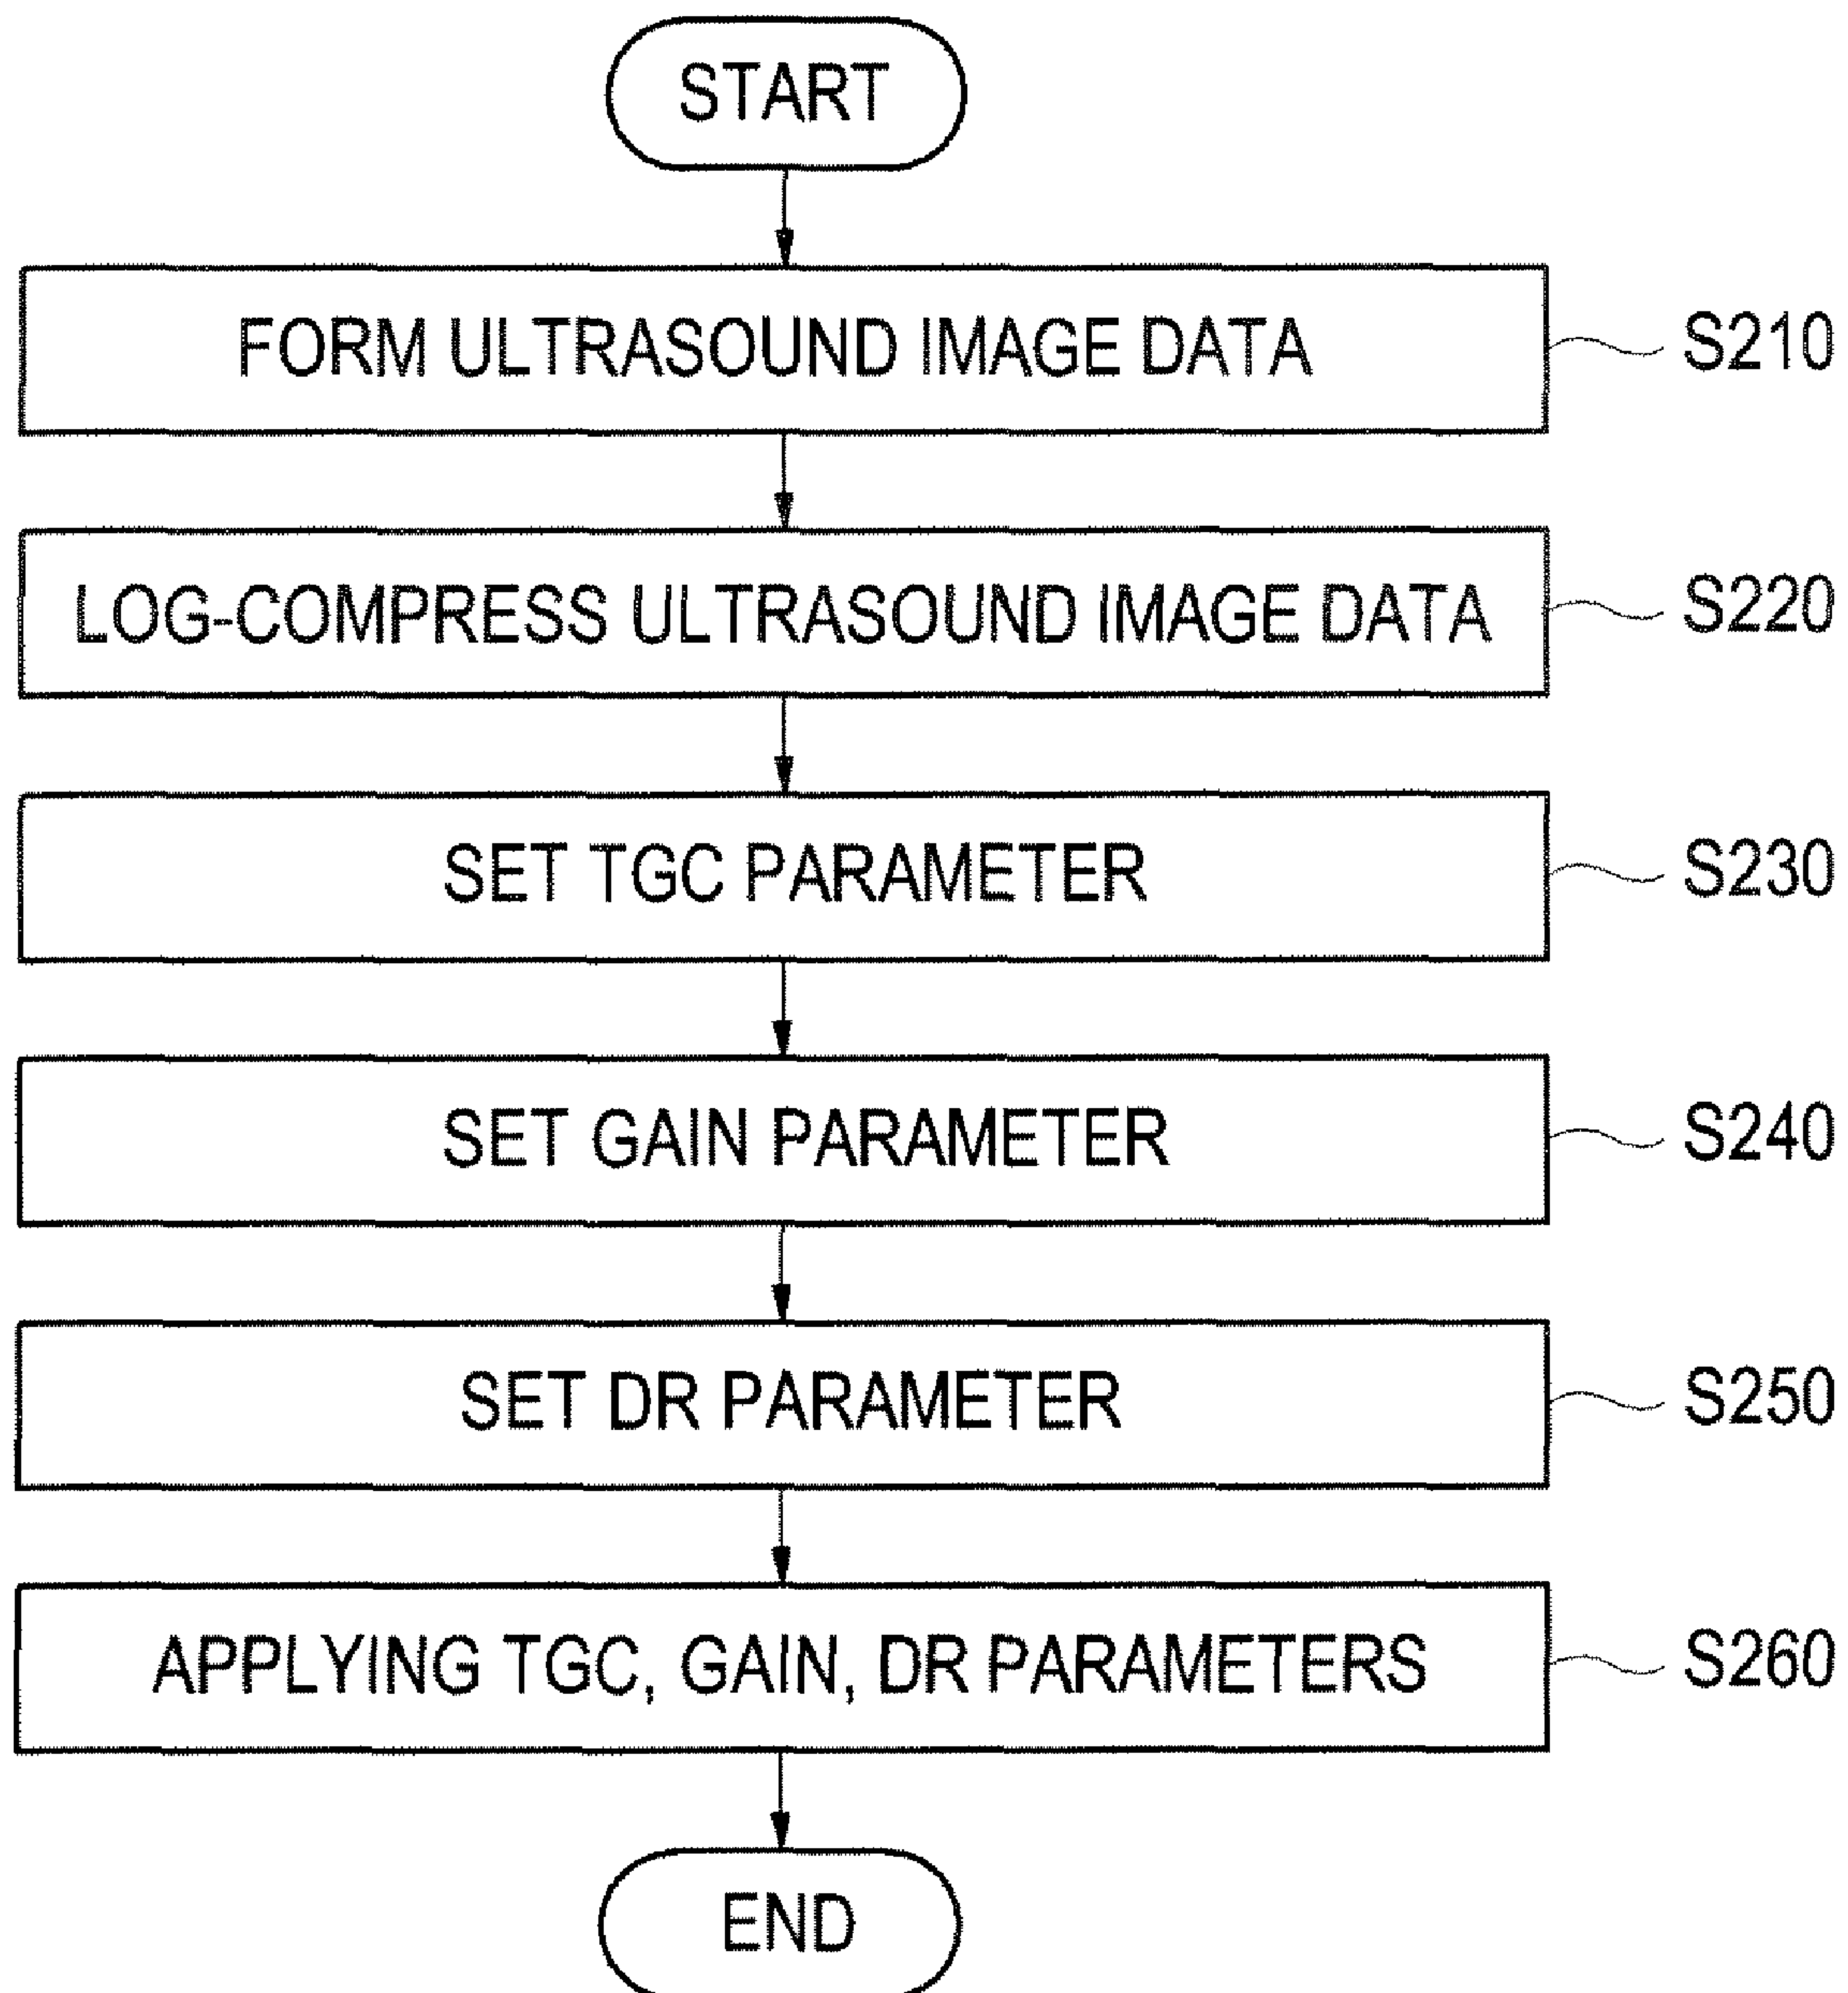 START
FORM ULTRASOUND IMAGE DATA S210
LOG-COMPRESS ULTRASOUND IMAGE DATA S220
SET TGC PARAMETER S230
SET GAIN PARAMETER S240
SET DR PARAMETER S250
APPLYING TGC, GAIN, DR PARAMETERS S260
END